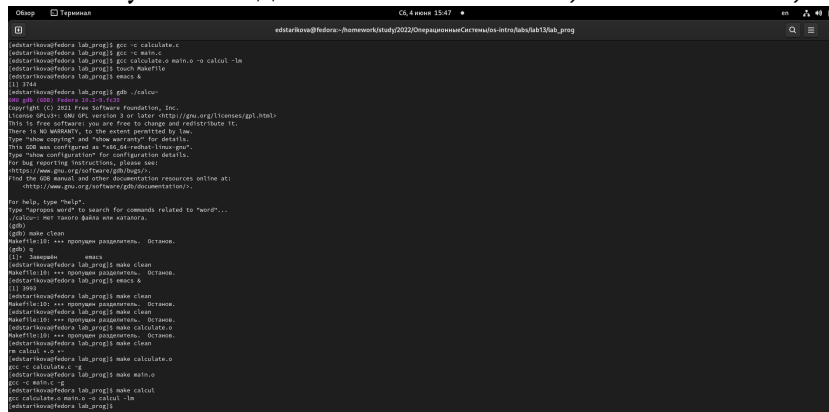 Обзор Терминал Сб, 4 июня 15:47 en
edstarikova@fedora:~/homework/study/2022/ОперационныеСистемы/os-intro/labs/lab13/lab_prog
[edstarikova@fedora lab_prog]$ gcc -c calculate.c
[edstarikova@fedora lab_prog]$ gcc -c main.c
[edstarikova@fedora lab_prog]$ gcc calculate.o main.o -o calcul -lm
[edstarikova@fedora lab_prog]$ touch Makefile
[edstarikova@fedora lab_prog]$ emacs &
[1] 3744
[edstarikova@fedora lab_prog]$ gdb ./calcu~
GNU gdb (GDB) Fedora 10.2-9.fc35
Copyright (C) 2021 Free Software Foundation, Inc.
License GPLv3+: GNU GPL version 3 or later <http://gnu.org/licenses/gpl.html>
This is free software: you are free to change and redistribute it.
There is NO WARRANTY, to the extent permitted by law.
Type "show copying" and "show warranty" for details.
This GDB was configured as "x86_64-redhat-linux-gnu".
Type "show configuration" for configuration details.
For bug reporting instructions, please see:
<https://www.gnu.org/software/gdb/bugs/>.
Find the GDB manual and other documentation resources online at:
<http://www.gnu.org/software/gdb/documentation/>.
For help, type "help".
Type "apropos word" to search for commands related to "word"...
./calcu~: Нет такого файла или каталога.
(gdb)
(gdb) make clean
Makefile:10: *** пропущен разделитель. Останов.
(gdb) q
[1]+ Завершён emacs
[edstarikova@fedora lab_prog]$ make clean
Makefile:10: *** пропущен разделитель. Останов.
[edstarikova@fedora lab_prog]$ emacs &
[1] 3993
[edstarikova@fedora lab_prog]$ make clean
Makefile:10: *** пропущен разделитель. Останов.
[edstarikova@fedora lab_prog]$ make clean
Makefile:10: *** пропущен разделитель. Останов.
[edstarikova@fedora lab_prog]$ make calculate.o
Makefile:10: *** пропущен разделитель. Останов.
[edstarikova@fedora lab_prog]$ make clean
rm calcul *.o *~
[edstarikova@fedora lab_prog]$ make calculate.o
gcc -c calculate.c -g
[edstarikova@fedora lab_prog]$ make main.o
gcc -c main.c -g
[edstarikova@fedora lab_prog]$ make calcul
gcc calculate.o main.o -o calcul -lm
[edstarikova@fedora lab_prog]$